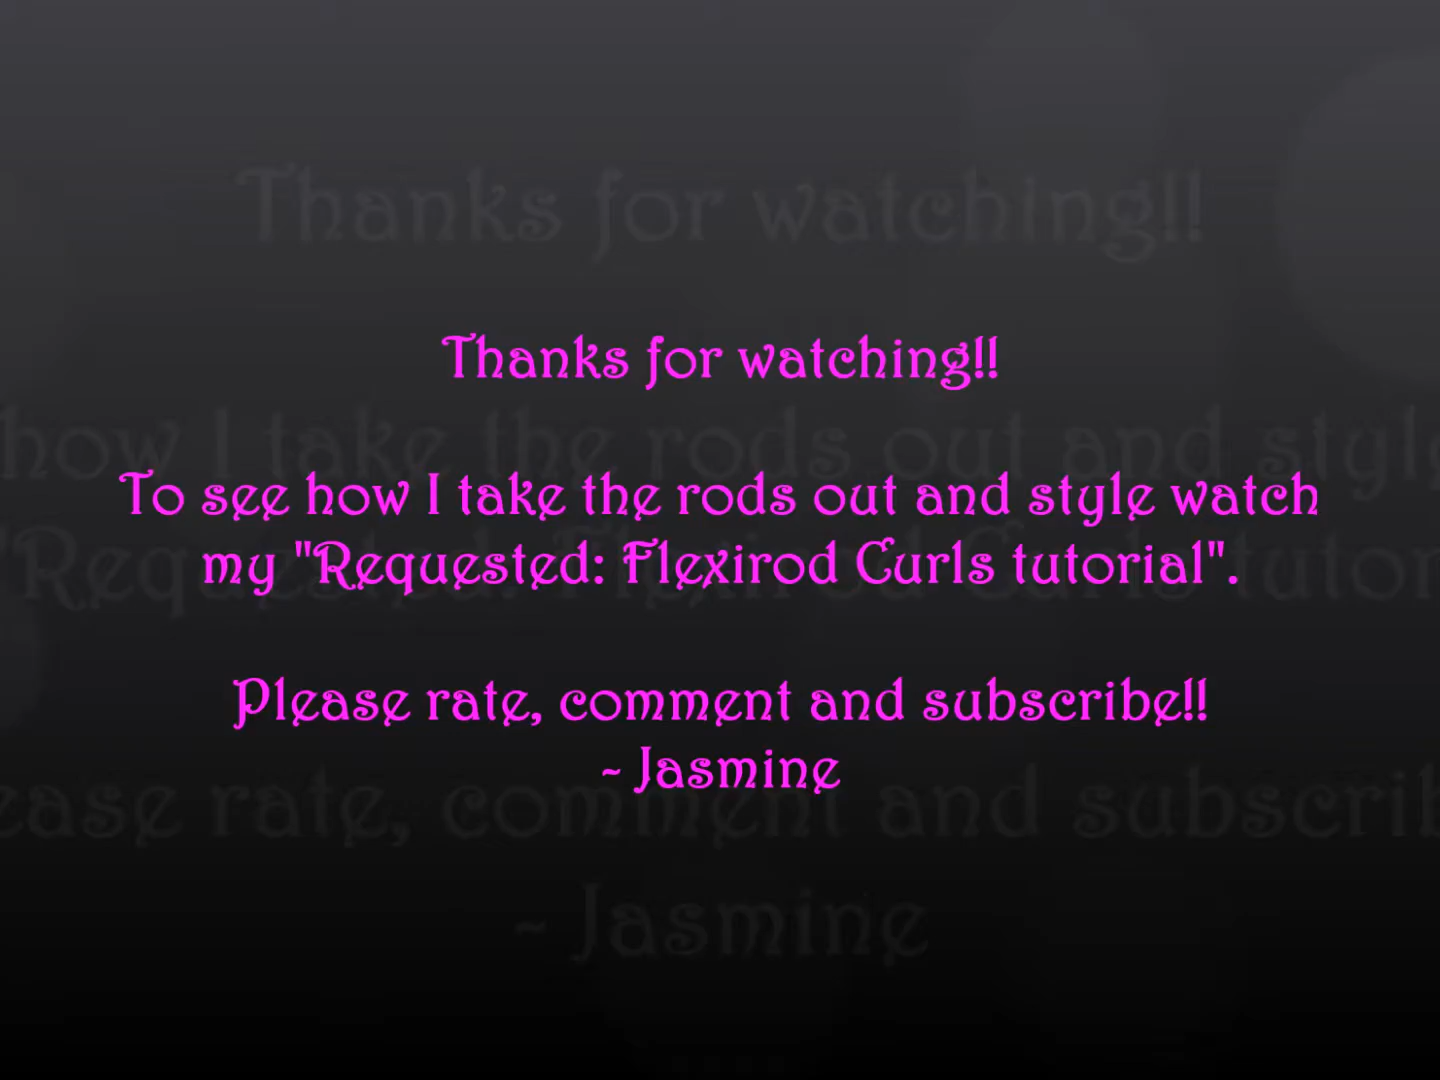 Thanks for watching!!
To see how I take the rods out and style watch
my "Requested: Flexirod Curls tutorial".
Please rate, comment and subscribe!!
~ Jasmine